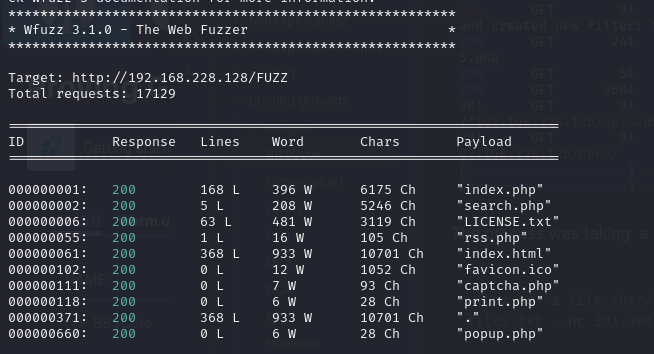 ck Wfuzz's documentation for more information.
********************************************************
* Wfuzz 3.1.0 - The Web Fuzzer                         *
********************************************************
Target: http://192.168.228.128/FUZZ
Total requests: 17129
=====================================================================
ID           Response   Lines    Word       Chars       Payload
=====================================================================
000000001:   200        168 L    396 W      6175 Ch     "index.php"
000000002:   200        5 L      208 W      5246 Ch     "search.php"
000000006:   200        63 L     481 W      3119 Ch     "LICENSE.txt"
000000055:   200        1 L      16 W       105 Ch      "rss.php"
000000061:   200        368 L    933 W      10701 Ch    "index.html"
000000102:   200        0 L      12 W       1052 Ch     "favicon.ico"
000000111:   200        0 L      7 W        93 Ch       "captcha.php"
000000118:   200        0 L      6 W        28 Ch       "print.php"
000000371:   200        368 L    933 W      10701 Ch    "."
000000660:   200        0 L      6 W        28 Ch       "popup.php"